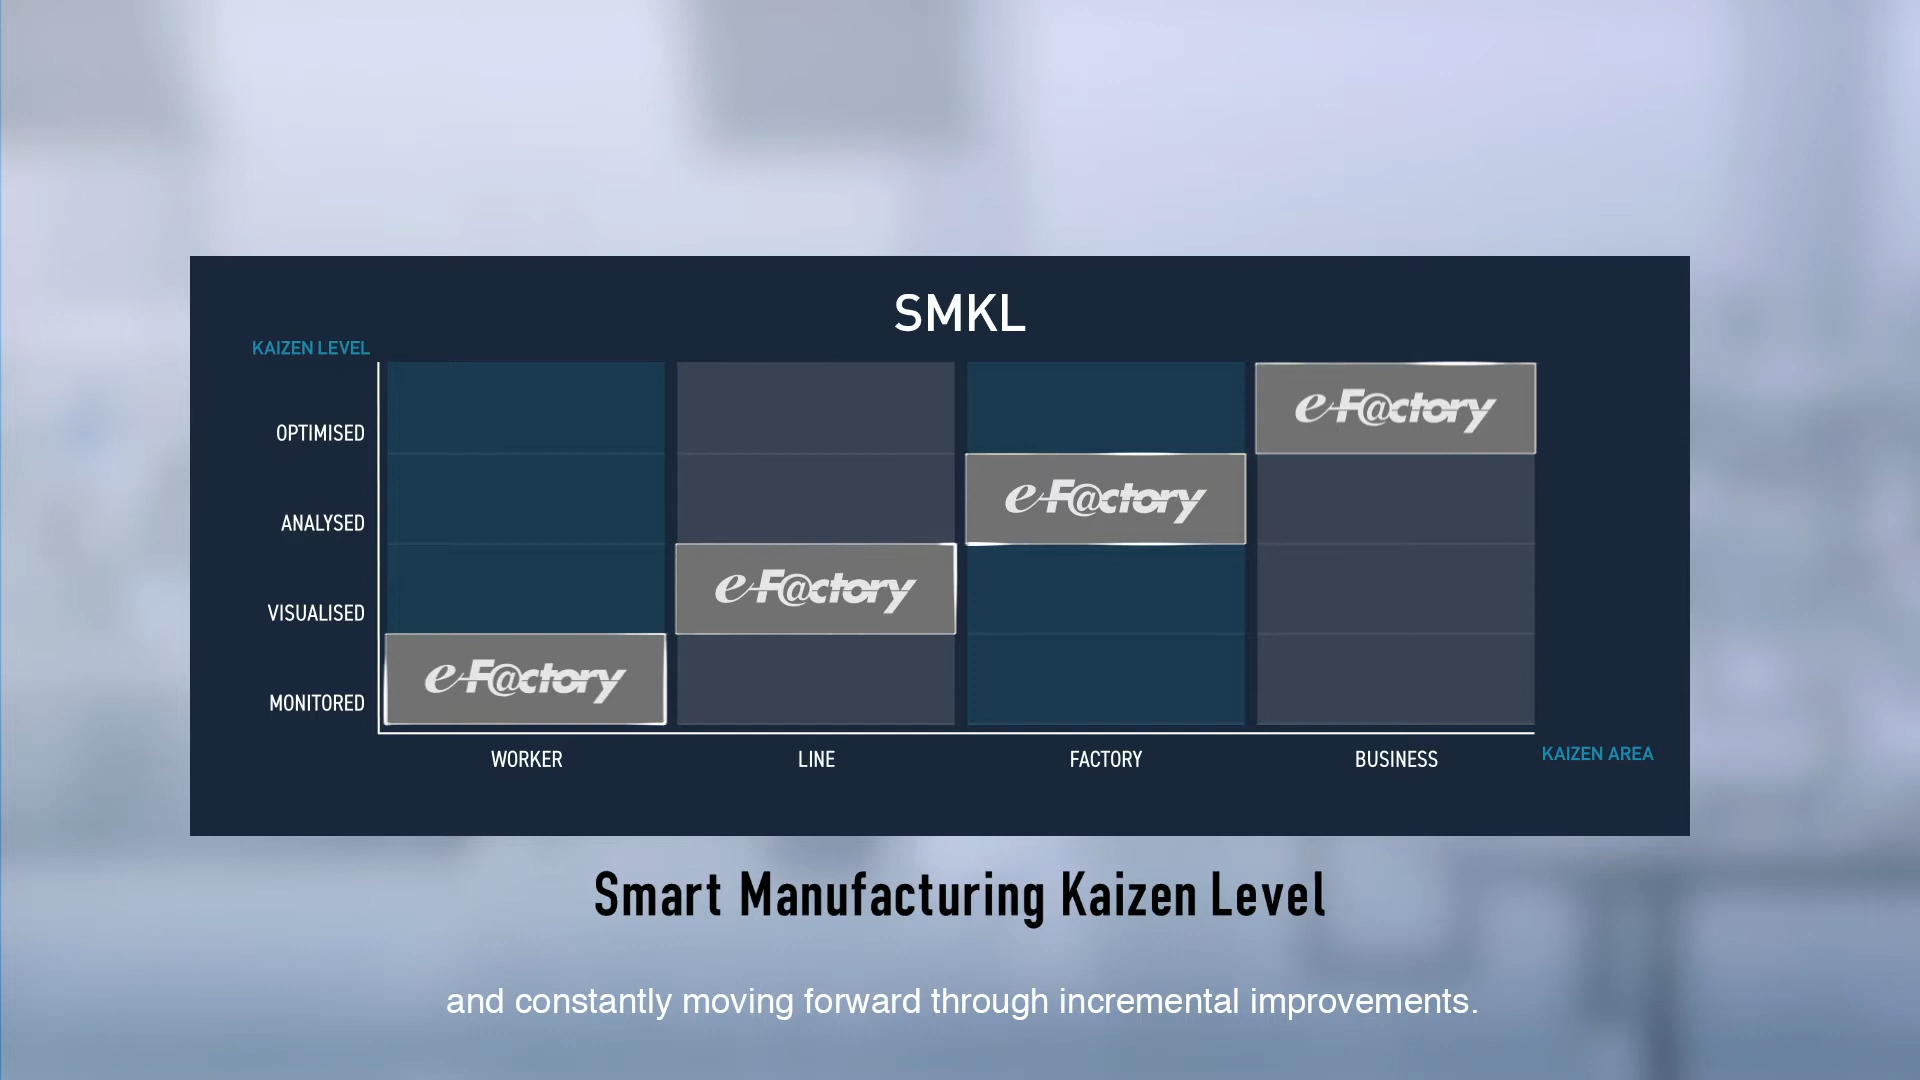 SMKL
KAIZEN LEVEL
OPTIMISED
e-F@ctory
ANALYSED
e-F@ctory
VISUALISED
e-F@ctory
MONITORED
e-F@ctory
WORKER
LINE
FACTORY
BUSINESS
KAIZEN AREA
Smart Manufacturing Kaizen Level
and constantly moving forward through incremental improvements.